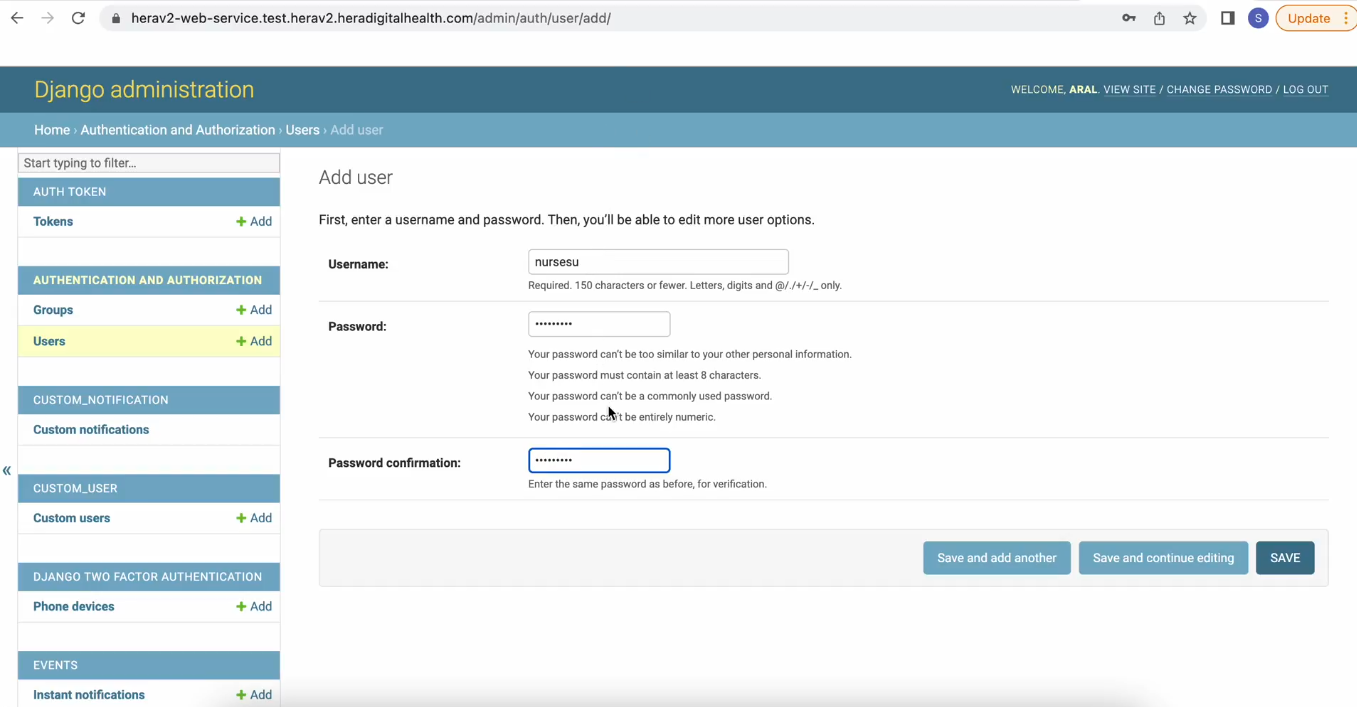 herav2-web-service.test.herav2.heradigitalhealth.com/admin/auth/user/add/
S
Update
Django administration
WELCOME, ARAL. VIEW SITE / CHANGE PASSWORD / LOG OUT
Home › Authentication and Authorization › Users › Add user
Start typing to filter...
AUTH TOKEN
Tokens + Add
AUTHENTICATION AND AUTHORIZATION
Groups + Add
Users + Add
CUSTOM_NOTIFICATION
Custom notifications
CUSTOM_USER
Custom users + Add
DJANGO TWO FACTOR AUTHENTICATION
Phone devices + Add
EVENTS
Instant notifications + Add
«
Add user
First, enter a username and password. Then, you'll be able to edit more user options.
Username: nursesu
Required. 150 characters or fewer. Letters, digits and @/./+/-/_ only.
Password: •••••••••
Your password can't be too similar to your other personal information.
Your password must contain at least 8 characters.
Your password can't be a commonly used password.
Your password can't be entirely numeric.
Password confirmation: •••••••••
Enter the same password as before, for verification.
Save and add another Save and continue editing SAVE